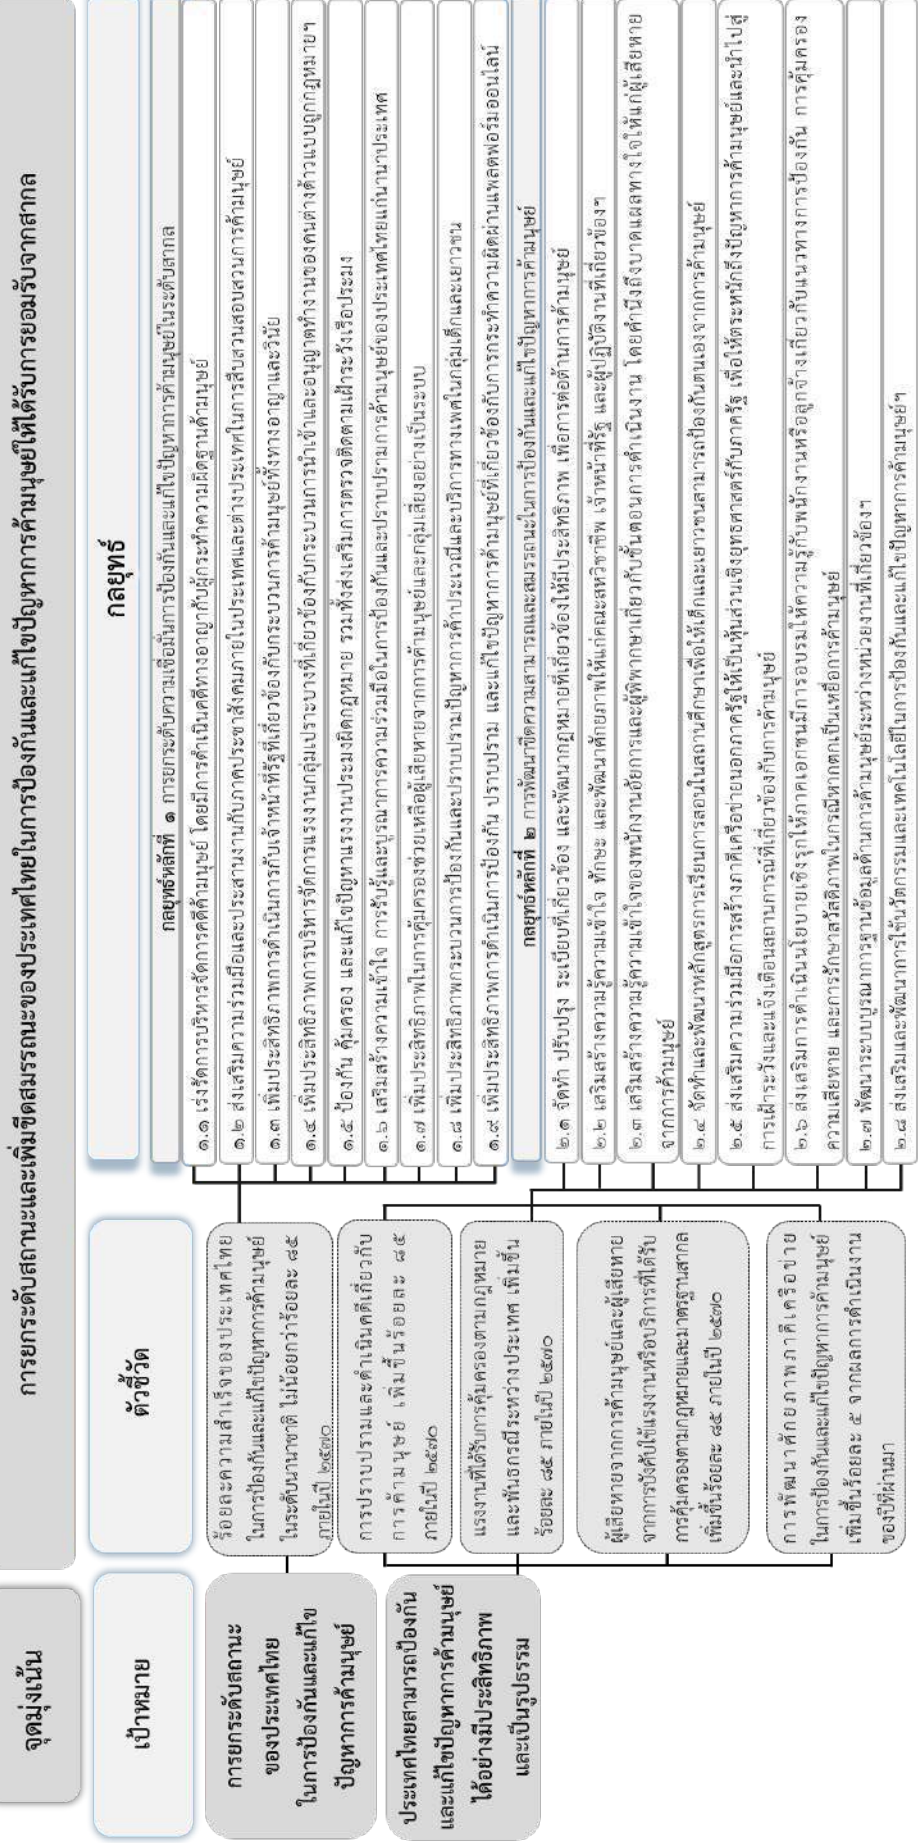 จุดมุ่งเน้น
การยกระดับสถานะและเพิ่มขีดสมรรถนะของประเทศไทยในการป้องกันและแก้ไขปัญหาการค้ามนุษย์ให้ได้รับการยอมรับจากสากล
เป้าหมาย
ตัวชี้วัด
กลยุทธ์
การยกระดับสถานะ
ของประเทศไทย
ในการป้องกันและแก้ไข
ปัญหาการค้ามนุษย์
ประเทศไทยสามารถป้องกัน
และแก้ไขปัญหาการค้ามนุษย์
ได้อย่างมีประสิทธิภาพ
และเป็นรูปธรรม
ร้อยละความสำเร็จของประเทศไทย
ในการป้องกันและแก้ไขปัญหาการค้ามนุษย์
ในระดับนานาชาติ ไม่น้อยกว่าร้อยละ ๘๕
ภายในปี ๒๕๗๐
การปราบปรามและดำเนินคดีเกี่ยวกับ
การค้ามนุษย์ เพิ่มขึ้นร้อยละ ๘๕
ภายในปี ๒๕๗๐
แรงงานที่ได้รับการคุ้มครองตามกฎหมาย
และพันธกรณีระหว่างประเทศ เพิ่มขึ้น
ร้อยละ ๘๕ ภายในปี ๒๕๗๐
ผู้เสียหายจากการค้ามนุษย์และผู้เสียหาย
จากการบังคับใช้แรงงานหรือบริการที่ได้รับ
การคุ้มครองตามกฎหมายและมาตรฐานสากล
เพิ่มขึ้นร้อยละ ๘๕ ภายในปี ๒๕๗๐
การพัฒนาศักยภาพภาคีเครือข่าย
ในการป้องกันและแก้ไขปัญหาการค้ามนุษย์
เพิ่มขึ้นร้อยละ ๕ จากผลการดำเนินงาน
ของปีที่ผ่านมา
กลยุทธ์หลักที่ ๑ การยกระดับความเชื่อมั่นการป้องกันและแก้ไขปัญหาการค้ามนุษย์ในระดับสากล
๑.๑ เร่งรัดการบริหารจัดการคดีค้ามนุษย์ โดยมีการดำเนินคดีทางอาญากับผู้กระทำความผิดฐานค้ามนุษย์
๑.๒ ส่งเสริมความร่วมมือและประสานงานกับภาคประชาสังคมภายในประเทศและต่างประเทศในการสืบสวนสอบสวนการค้ามนุษย์
๑.๓ เพิ่มประสิทธิภาพการดำเนินการกับเจ้าหน้าที่รัฐที่เกี่ยวข้องกับกระบวนการค้ามนุษย์ทั้งทางอาญาและวินัย
๑.๔ เพิ่มประสิทธิภาพการบริหารจัดการแรงงานกลุ่มเปราะบางที่เกี่ยวข้องกับกระบวนการนำเข้าและอนุญาตทำงานของคนต่างด้าวแบบถูกกฎหมายฯ
๑.๕ ป้องกัน คุ้มครอง และแก้ไขปัญหาแรงงานประมงผิดกฎหมาย รวมทั้งส่งเสริมการตรวจติดตามเฝ้าระวังเรือประมง
๑.๖ เสริมสร้างความเข้าใจ การรับรู้และบูรณาการความร่วมมือในการป้องกันและปราบปรามการค้ามนุษย์ของประเทศไทยแก่นานาประเทศ
๑.๗ เพิ่มประสิทธิภาพในการคุ้มครองช่วยเหลือผู้เสียหายจากการค้ามนุษย์และกลุ่มเสี่ยงอย่างเป็นระบบ
๑.๘ เพิ่มประสิทธิภาพกระบวนการป้องกันและปราบปรามปัญหาการค้าประเวณีและบริการทางเพศในกลุ่มเด็กและเยาวชน
๑.๙ เพิ่มประสิทธิภาพการดำเนินการป้องกัน ปราบปราม และแก้ไขปัญหาการค้ามนุษย์ที่เกี่ยวข้องกับการกระทำความผิดผ่านแพลตฟอร์มออนไลน์
กลยุทธ์หลักที่ ๒ การพัฒนาขีดความสามารถและสมรรถนะในการป้องกันและแก้ไขปัญหาการค้ามนุษย์
๒.๑ จัดทำ ปรับปรุง ระเบียบที่เกี่ยวข้อง และพัฒนากฎหมายที่เกี่ยวข้องให้มีประสิทธิภาพ เพื่อการต่อต้านการค้ามนุษย์
๒.๒ เสริมสร้างความรู้ความเข้าใจ ทักษะ และพัฒนาศักยภาพให้แก่คณะสหวิชาชีพ เจ้าหน้าที่รัฐ และผู้ปฏิบัติงานที่เกี่ยวข้องฯ
๒.๓ เสริมสร้างความรู้ความเข้าใจของพนักงานอัยการและผู้พิพากษาเกี่ยวกับขั้นตอนการดำเนินงาน โดยคำนึงถึงบาดแผลทางใจให้แก่ผู้เสียหาย
จากการค้ามนุษย์
๒.๔ จัดทำและพัฒนาหลักสูตรการเรียนการสอนในสถานศึกษาเพื่อให้เด็กและเยาวชนสามารถป้องกันตนเองจากการค้ามนุษย์
๒.๕ ส่งเสริมความร่วมมือการสร้างภาคีเครือข่ายนอกภาครัฐให้เป็นหุ้นส่วนเชิงยุทธศาสตร์กับภาครัฐ เพื่อให้ตระหนักถึงปัญหาการค้ามนุษย์และนำไปสู่
การเฝ้าระวังและแจ้งเตือนสถานการณ์ที่เกี่ยวข้องกับการค้ามนุษย์
๒.๖ ส่งเสริมการดำเนินนโยบายเชิงรุกให้ภาคเอกชนมีการอบรมให้ความรู้กับพนักงานหรือลูกจ้างเกี่ยวกับแนวทางการป้องกัน การคุ้มครอง
ความเสียหาย และการรักษาสวัสดิภาพในกรณีหากตกเป็นเหยื่อการค้ามนุษย์
๒.๗ พัฒนาระบบบูรณาการฐานข้อมูลด้านการค้ามนุษย์ระหว่างหน่วยงานที่เกี่ยวข้องฯ
๒.๘ ส่งเสริมและพัฒนาการใช้นวัตกรรมและเทคโนโลยีในการป้องกันและแก้ไขปัญหาการค้ามนุษย์ฯ